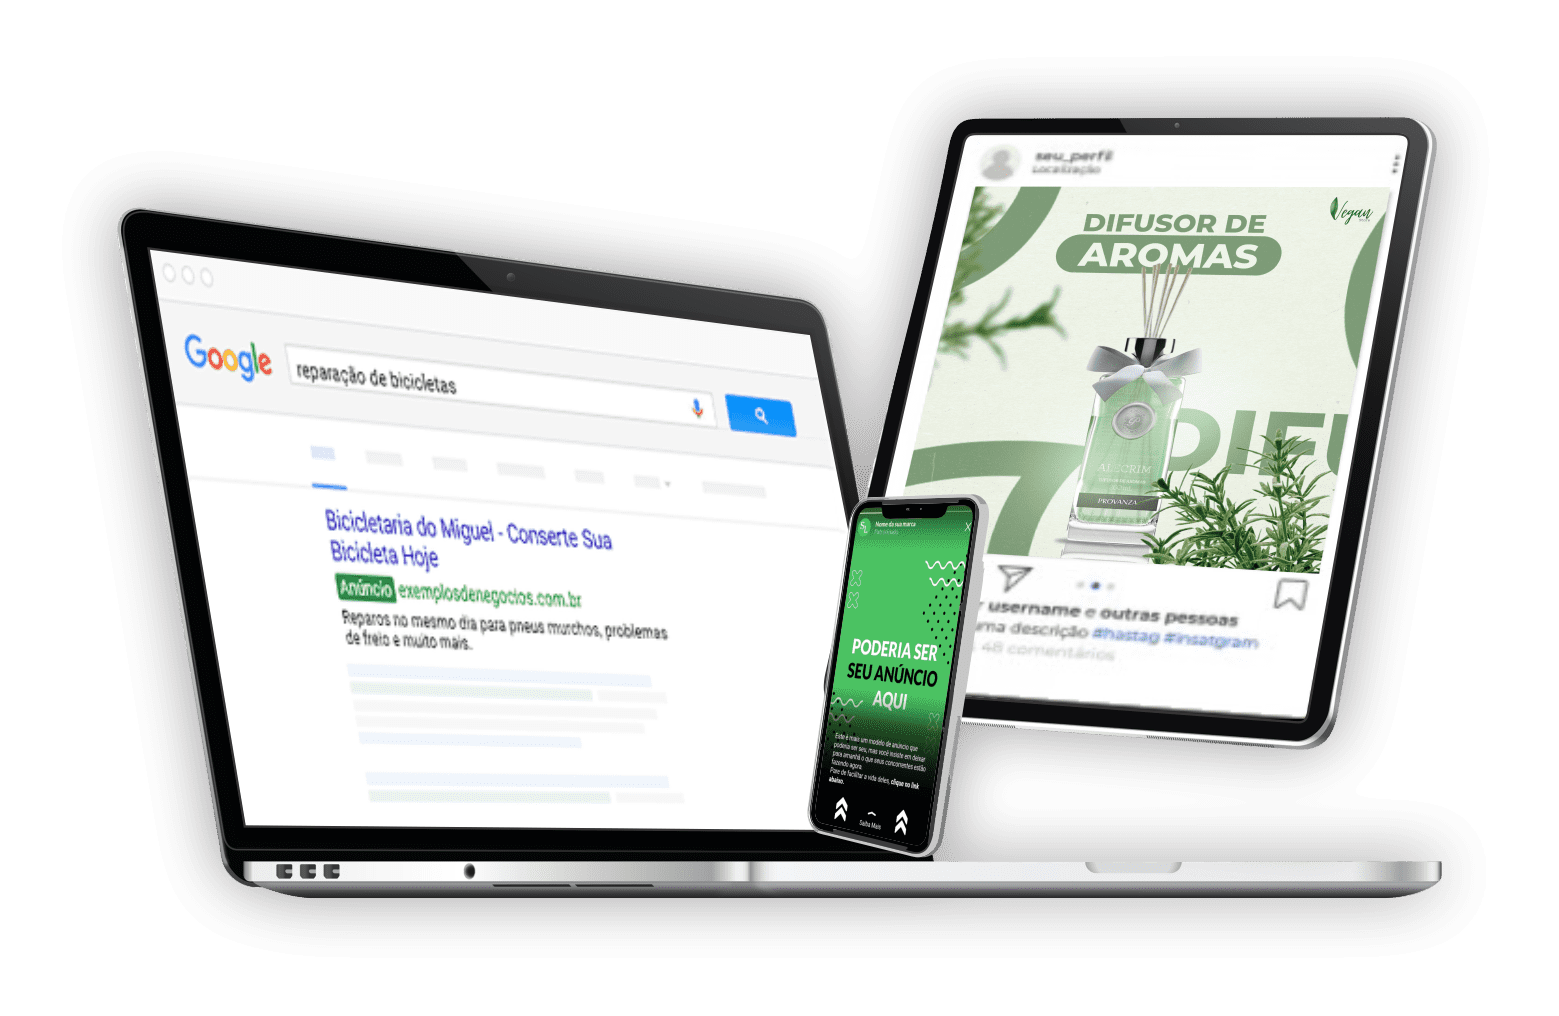 Google
reparação de bicicletas
Bicicletaria do Miguel - Conserte Sua
Bicicleta Hoje
Anúncio exemplosdenegocios.com.br
Reparos no mesmo dia para pneus murchos, problemas
de freio e muito mais.
Nome da sua marca
PODERIA SER
SEU ANÚNCIO
AQUI
Este é mais um modelo de anúncio que
poderia ser seu, mas você insiste em deixar
para amanhã o que seus concorrentes estão
fazendo agora.
Pare de facilitar a vida deles, clique no link
abaixo.
Saiba Mais
seu_perfil
Localização
Vegan
DIFUSOR DE
AROMAS
DIFU
ALECRIM
PROVANZA
r username e outras pessoas
ma descrição #hastag #insatgram
48 comentários